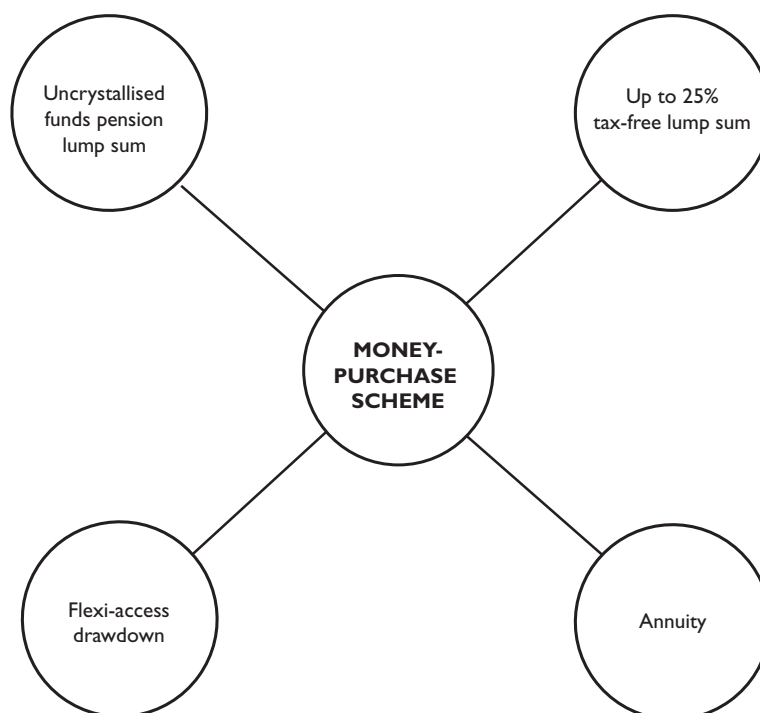 Uncrystallised
funds pension
lump sum
Up to 25%
tax-free lump sum
MONEY-
PURCHASE
SCHEME
Flexi-access
drawdown
Annuity